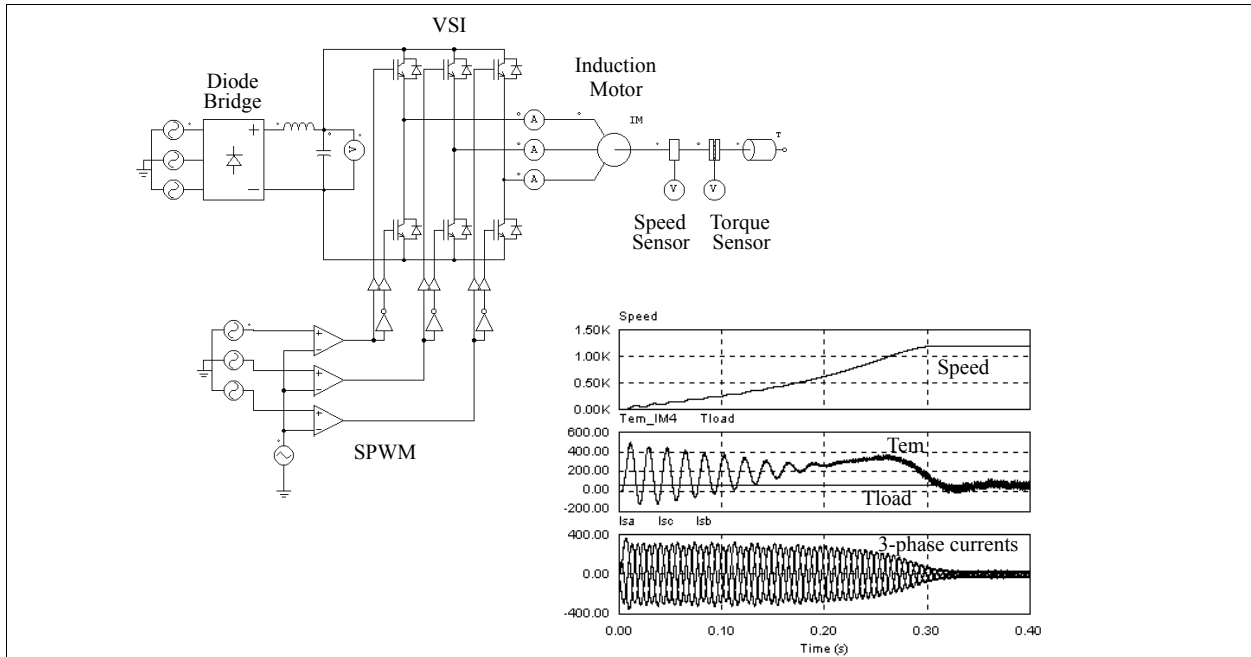 VSI
Diode
Bridge
Induction
Motor
IM
A
A
A
V
T
V
V
Speed
Sensor
Torque
Sensor
SPWM
Speed
1.50K
1.00K
0.50K
0.00K
Speed
Tem_IM4 Tload
600.00
400.00
200.00
0.00
-200.00
Tem
Tload
Isa Isc Isb
400.00
0.00
-400.00
3-phase currents
0.00 0.10 0.20 0.30 0.40
Time (s)